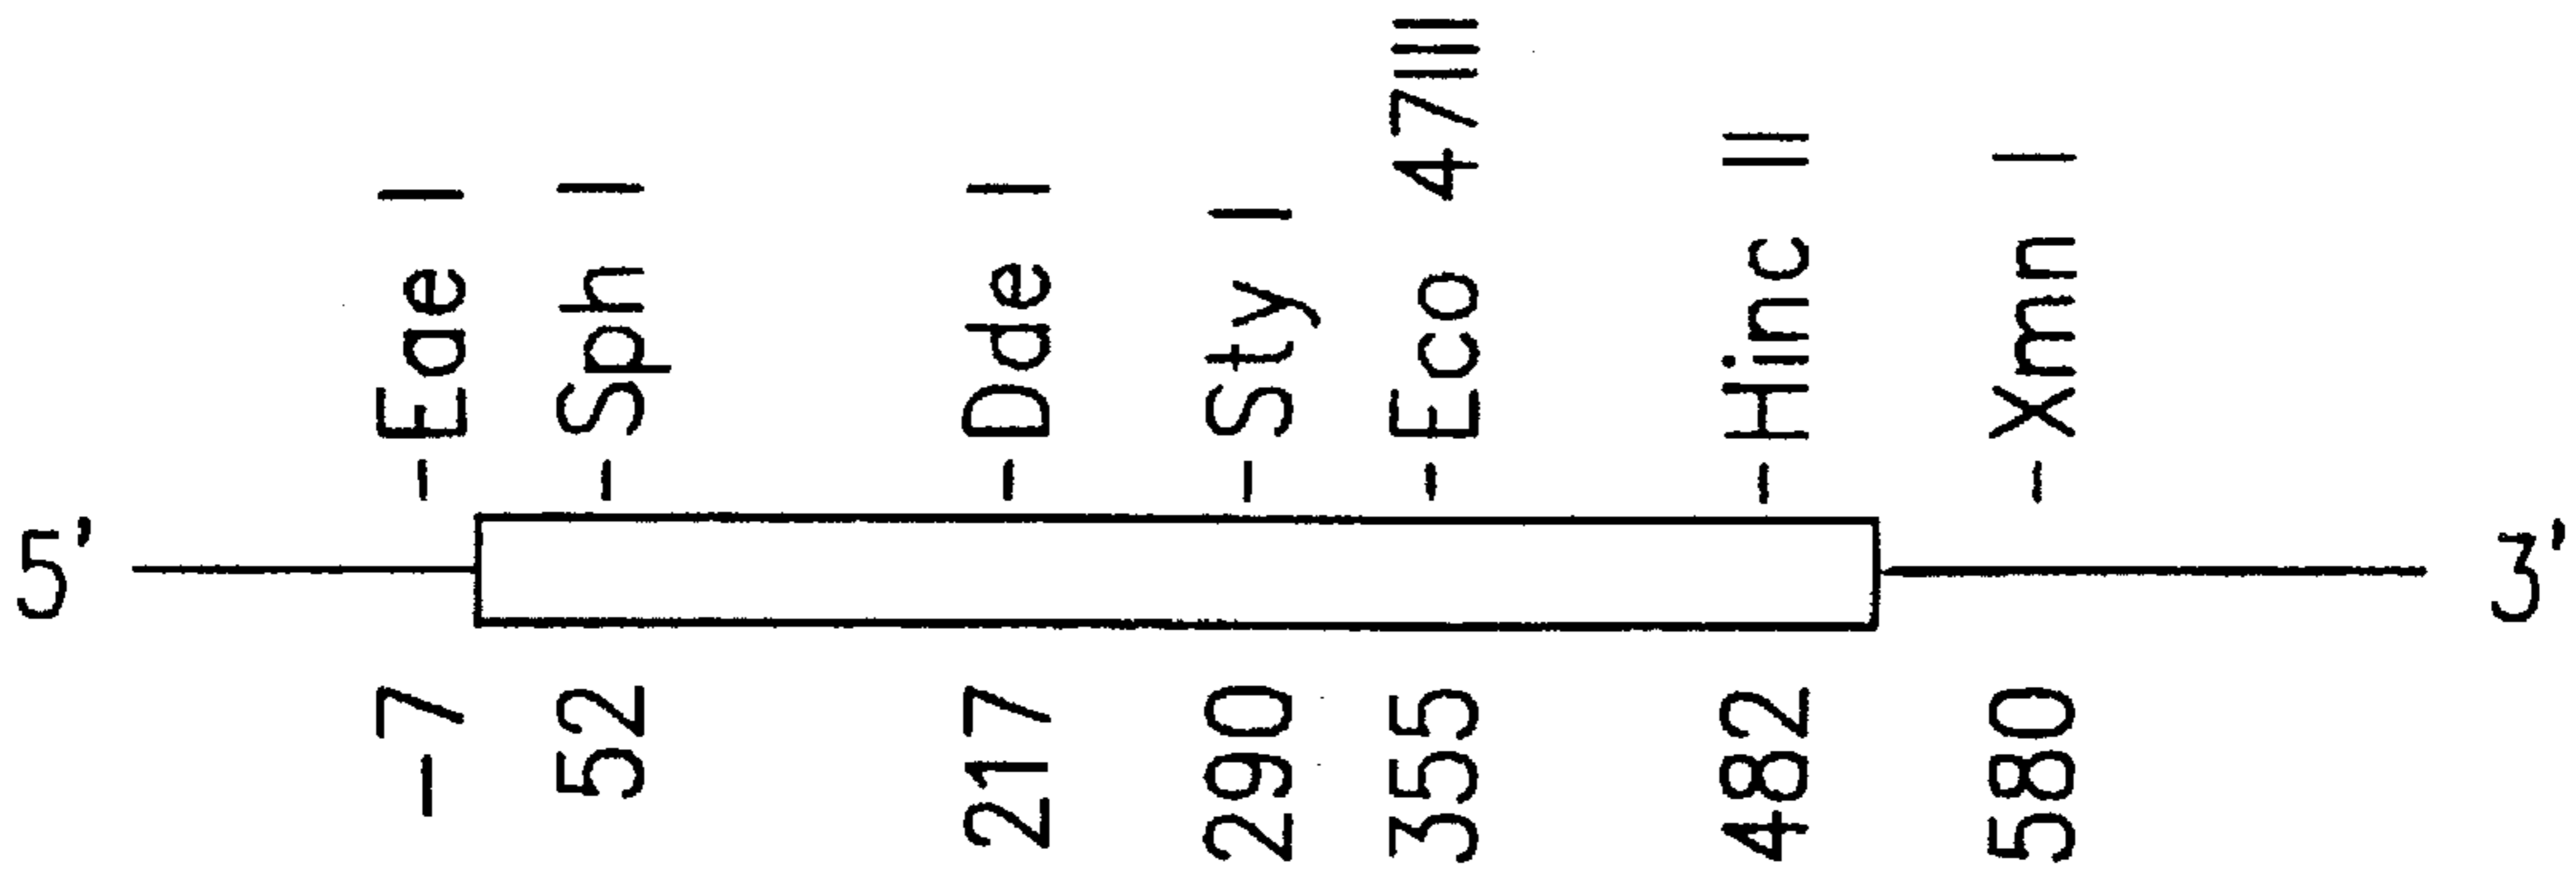 -Eae I
-Sph I
-Dde I
-Sty I
-Eco 47III
-Hinc II
-Xmn I
5'
3'
-7
52
217
290
355
482
580